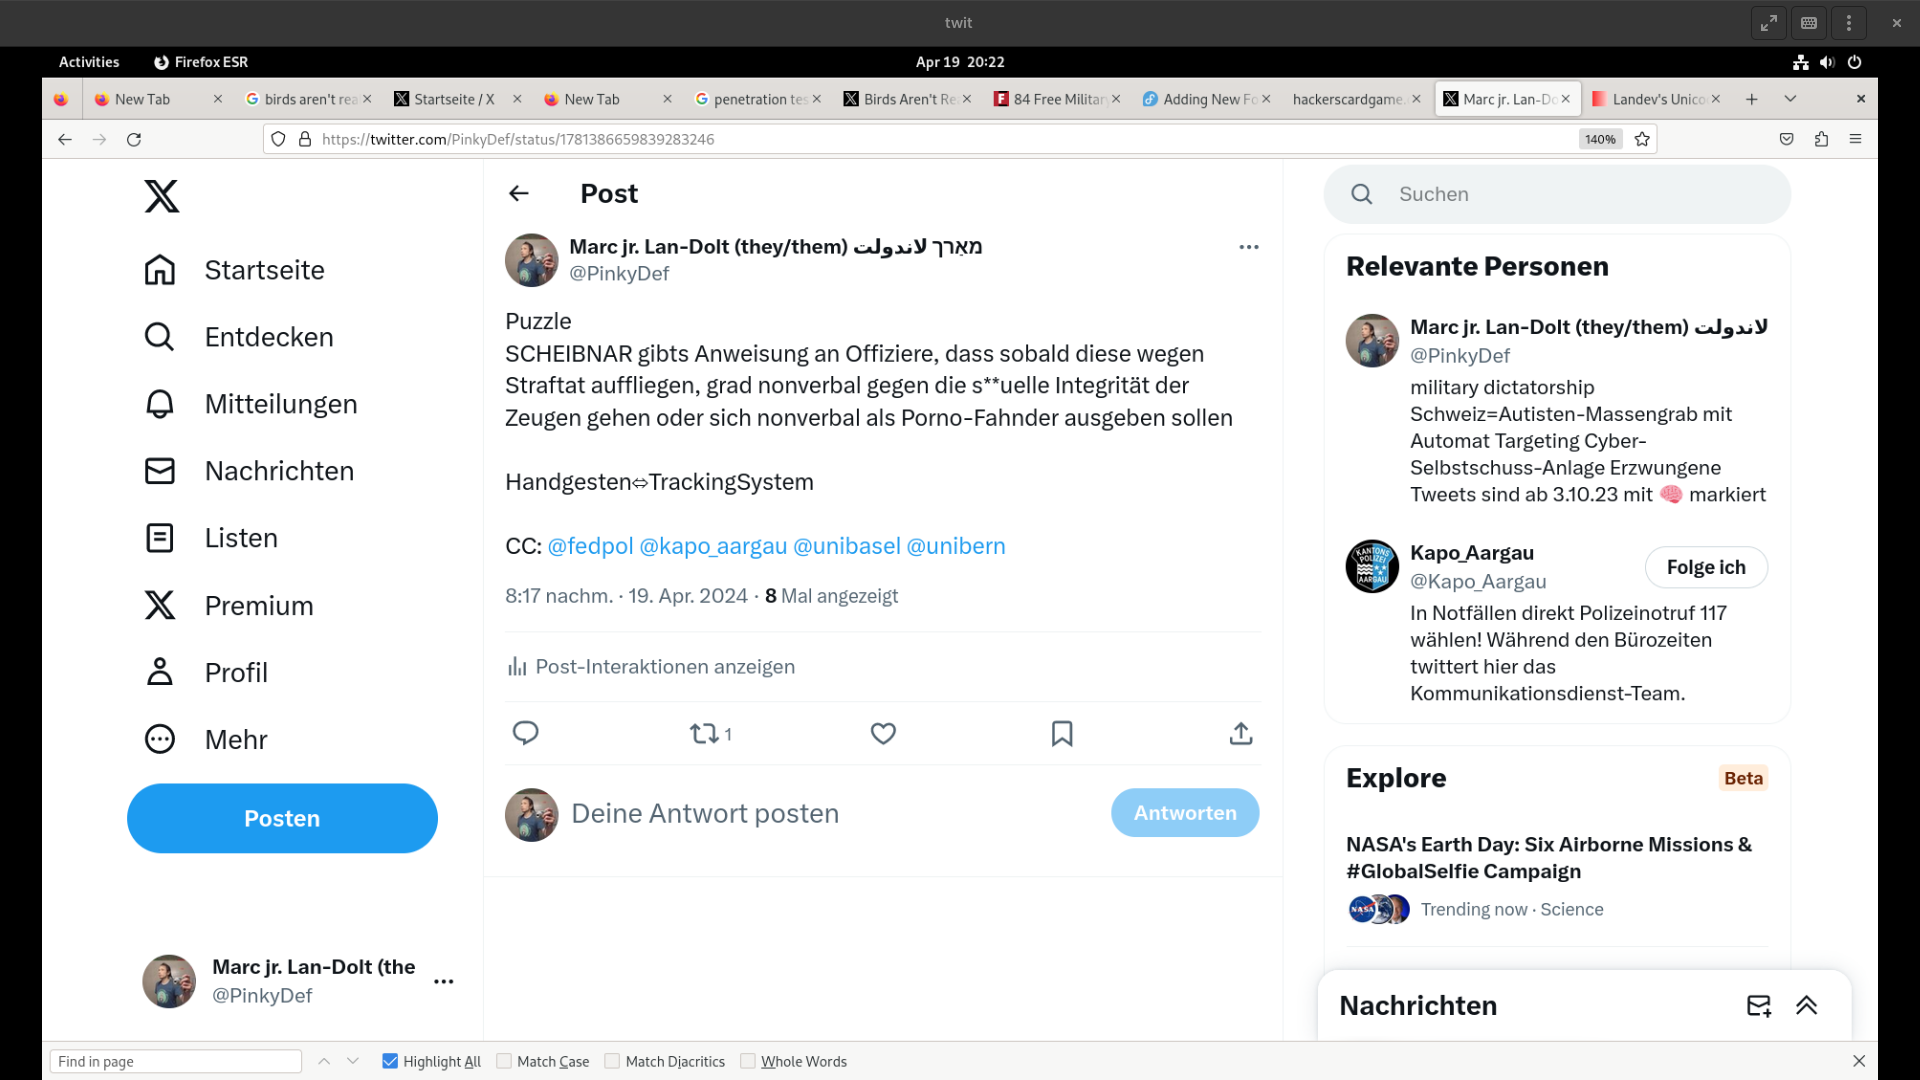 twit
Activities
Firefox ESR
Apr 19 20:22
New Tab
birds aren't rea
Startseite / X
New Tab
penetration tes
Birds Aren't Re
84 Free Militar
Adding New Fo
hackerscardgame.
Marc jr. Lan-Do
Landev's Unico
https://twitter.com/PinkyDef/status/1781386659839283246
140%
Startseite
Entdecken
Mitteilungen
Nachrichten
Listen
Premium
Profil
Mehr
Posten
Marc jr. Lan-Dolt (the
@PinkyDef
Post
Marc jr. Lan-Dolt (they/them) מאַרך لاندولت
@PinkyDef
Puzzle
SCHEIBNAR gibts Anweisung an Offiziere, dass sobald diese wegen
Straftat auffliegen, grad nonverbal gegen die s**uelle Integrität der
Zeugen gehen oder sich nonverbal als Porno-Fahnder ausgeben sollen
Handgesten⇔TrackingSystem
CC: @fedpol @kapo_aargau @unibasel @unibern
8:17 nachm. · 19. Apr. 2024 · 8 Mal angezeigt
Post-Interaktionen anzeigen
1
Deine Antwort posten
Antworten
Suchen
Relevante Personen
Marc jr. Lan-Dolt (they/them) لاندولت
@PinkyDef
military dictatorship
Schweiz=Autisten-Massengrab mit
Automat Targeting Cyber-
Selbstschuss-Anlage Erzwungene
Tweets sind ab 3.10.23 mit 🧠 markiert
KANTONS
POLIZEI
AARGAU
Kapo_Aargau
@Kapo_Aargau
Folge ich
In Notfällen direkt Polizeinotruf 117
wählen! Während den Bürozeiten
twittert hier das
Kommunikationsdienst-Team.
Explore
Beta
NASA's Earth Day: Six Airborne Missions &
#GlobalSelfie Campaign
NASA
Trending now · Science
Nachrichten
Find in page
Highlight All
Match Case
Match Diacritics
Whole Words